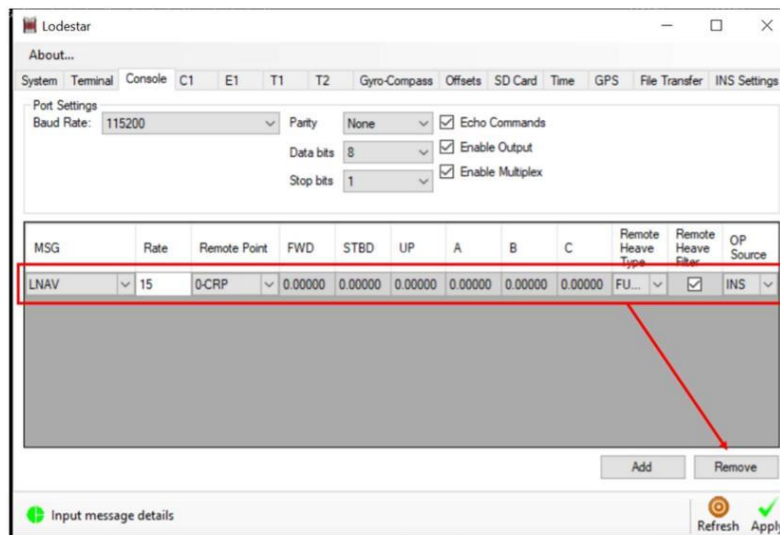 Lodestar
About...
System Terminal Console C1 E1 T1 T2 Gyro-Compass Offsets SD Card Time GPS File Transfer INS Settings
Port Settings
Baud Rate: 115200 Parity None Echo Commands
Data bits 8 Enable Output
Stop bits 1 Enable Multiplex
MSG Rate Remote Point FWD STBD UP A B C Remote Heave Type Remote Heave Filter OP Source
LNAV 15 0-CRP 0.00000 0.00000 0.00000 0.00000 0.00000 0.00000 FU... INS
Add Remove
Input message details
Refresh Apply